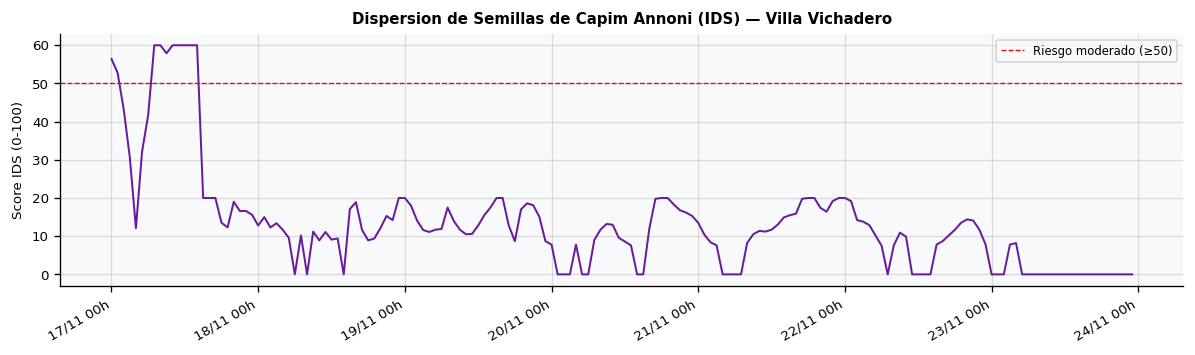 Dispersion de Semillas de Capim Annoni (IDS) — Villa Vichadero
Riesgo moderado (≥50)
Score IDS (0-100)
60
50
40
30
20
10
0
17/11 00h
18/11 00h
19/11 00h
20/11 00h
21/11 00h
22/11 00h
23/11 00h
24/11 00h